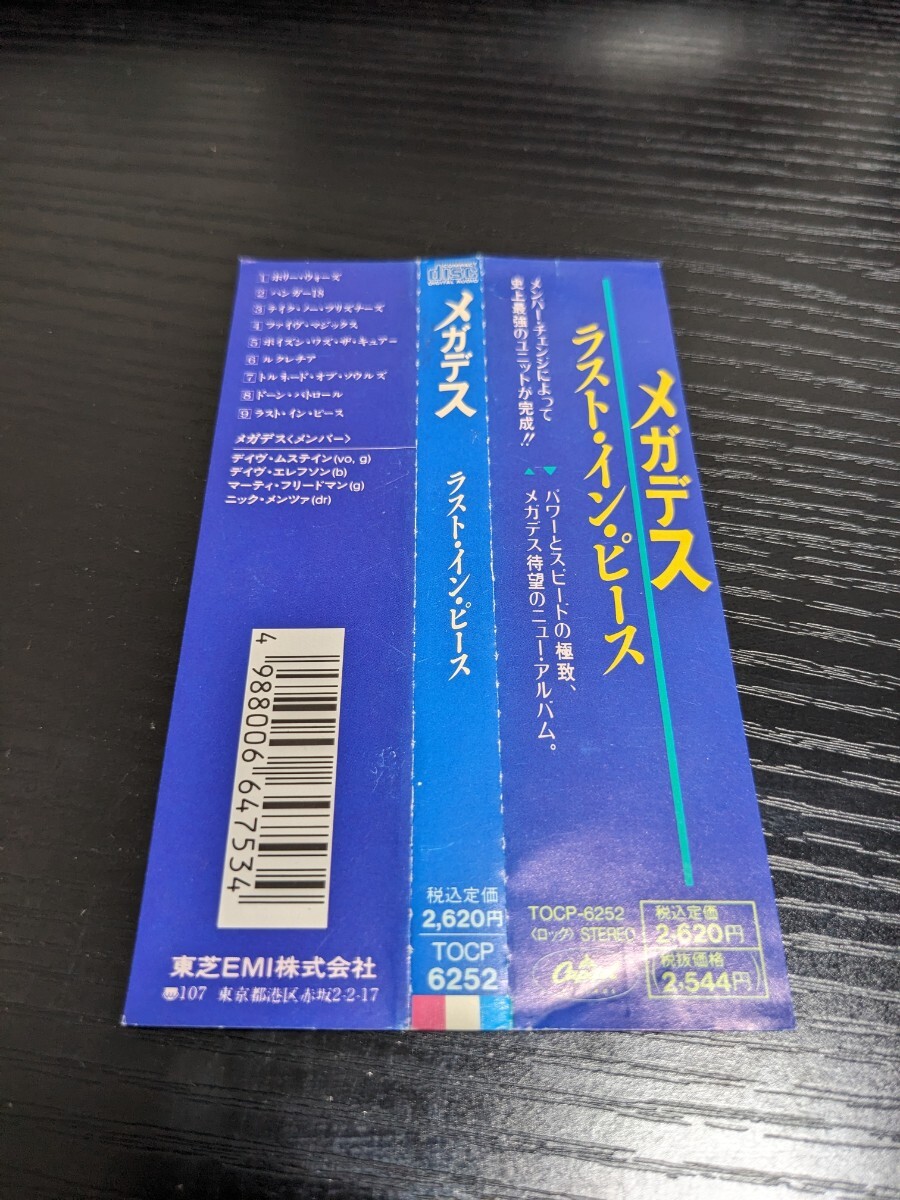 1 ホリー・ウォーズ
2 ハンガー18
3 テイク・ノー・プリズナーズ
4 ファイヴ・マジックス
5 ポイズン・ワズ・ザ・キュアー
6 ルクレチア
7 トルネード・オブ・ソウルズ
8 ドーン・パトロール
9 ラスト・イン・ピース
メガデス〈メンバー〉
デイヴ・ムステイン(vo, g)
デイヴ・エレフソン(b)
マーティ・フリードマン(g)
ニック・メンツァ(dr)
4 988006 647534
東芝EMI株式会社
107 東京都港区赤坂2-2-17
COMPACT
disc
DIGITAL AUDIO
メガデス
ラスト・イン・ピース
税込定価
2,620円
TOCP
6252
メガデス
ラスト・イン・ピース
メンバー・チェンジによって
史上最強のユニットが完成!!
パワーとスピードの極致、
メガデス待望のニュー・アルバム。
TOCP-6252
〈ロック〉 STEREO
Capitol
税込定価
2,620円
税抜価格
2,544円